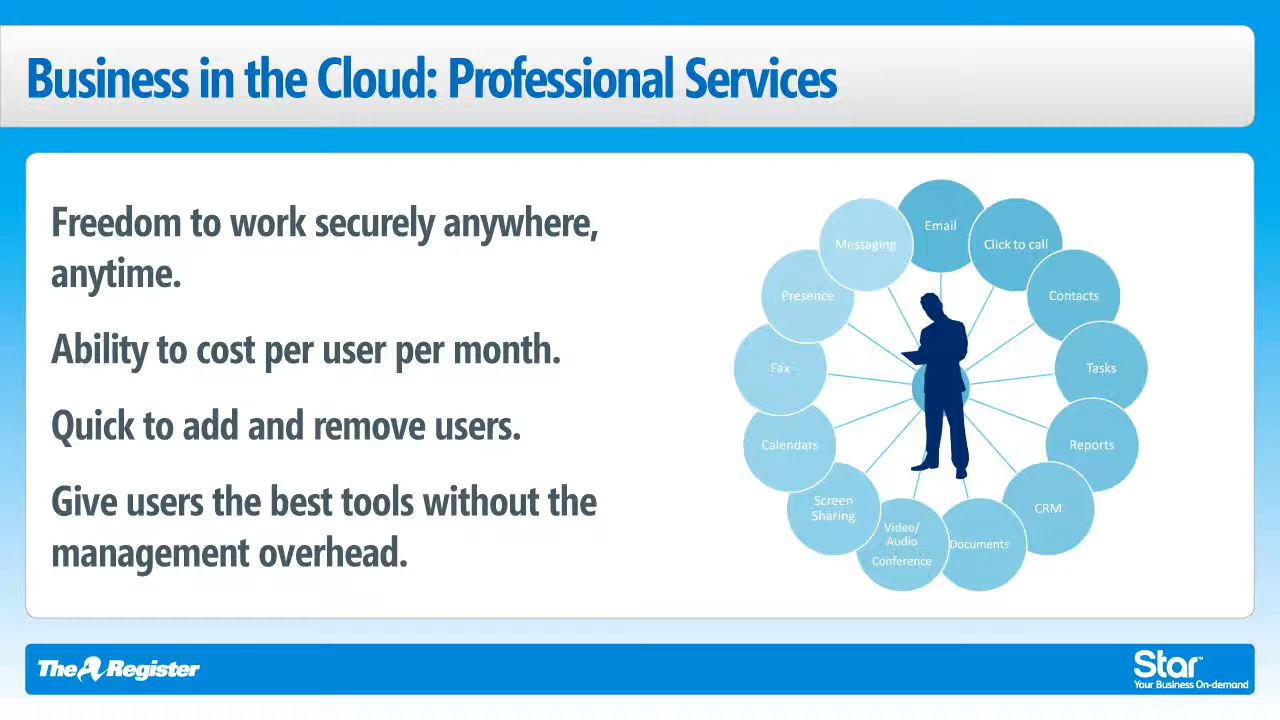 Business in the Cloud: Professional Services
Freedom to work securely anywhere,
anytime.
Ability to cost per user per month.
Quick to add and remove users.
Give users the best tools without the
management overhead.
Email
Click to call
Contacts
Tasks
Reports
CRM
Documents
Video/
Audio
Conference
Screen
Sharing
Calendars
Fax
Presence
Messaging
The Register
Star™
Your Business On-demand